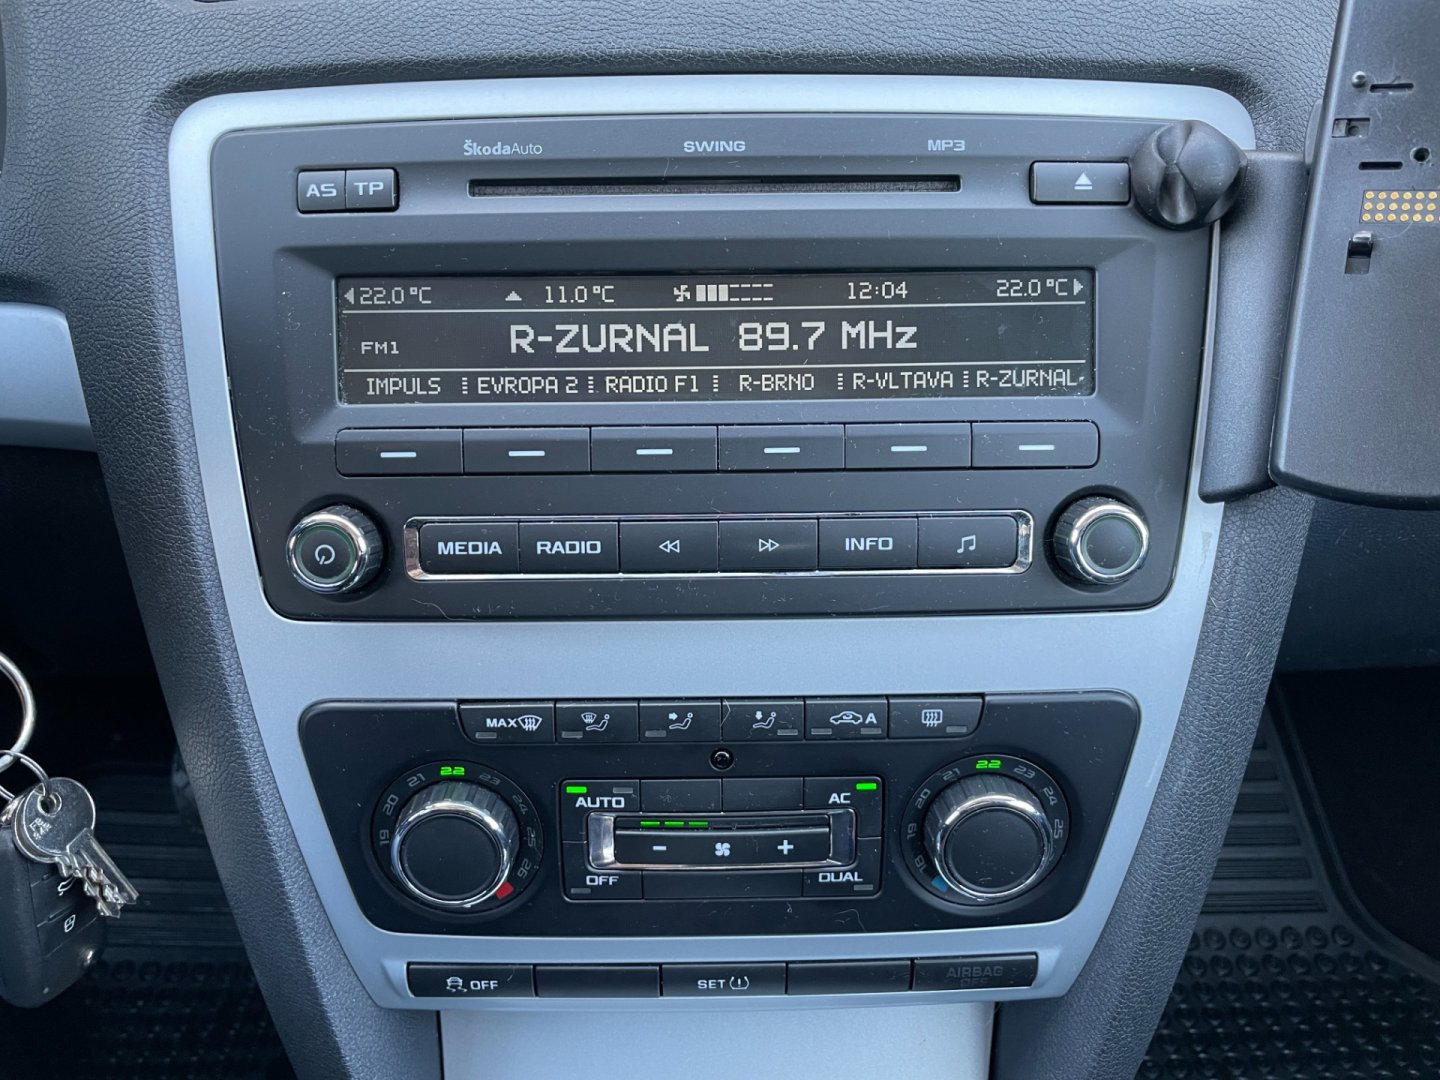 ŠkodaAuto SWING MP3
AS TP
22.0°C 11.0°C 12:04 22.0°C
FM1 R-ZURNAL 89.7 MHz
IMPULS EVROPA 2 RADIO F1 R-BRNO R-VLTAVA R-ZURNAL
MEDIA RADIO INFO
MAX A
19 20 21 22 23 24 25 26
AUTO AC
- +
OFF DUAL
18 19 20 21 22 23 24 25
OFF SET AIRBAG OFF